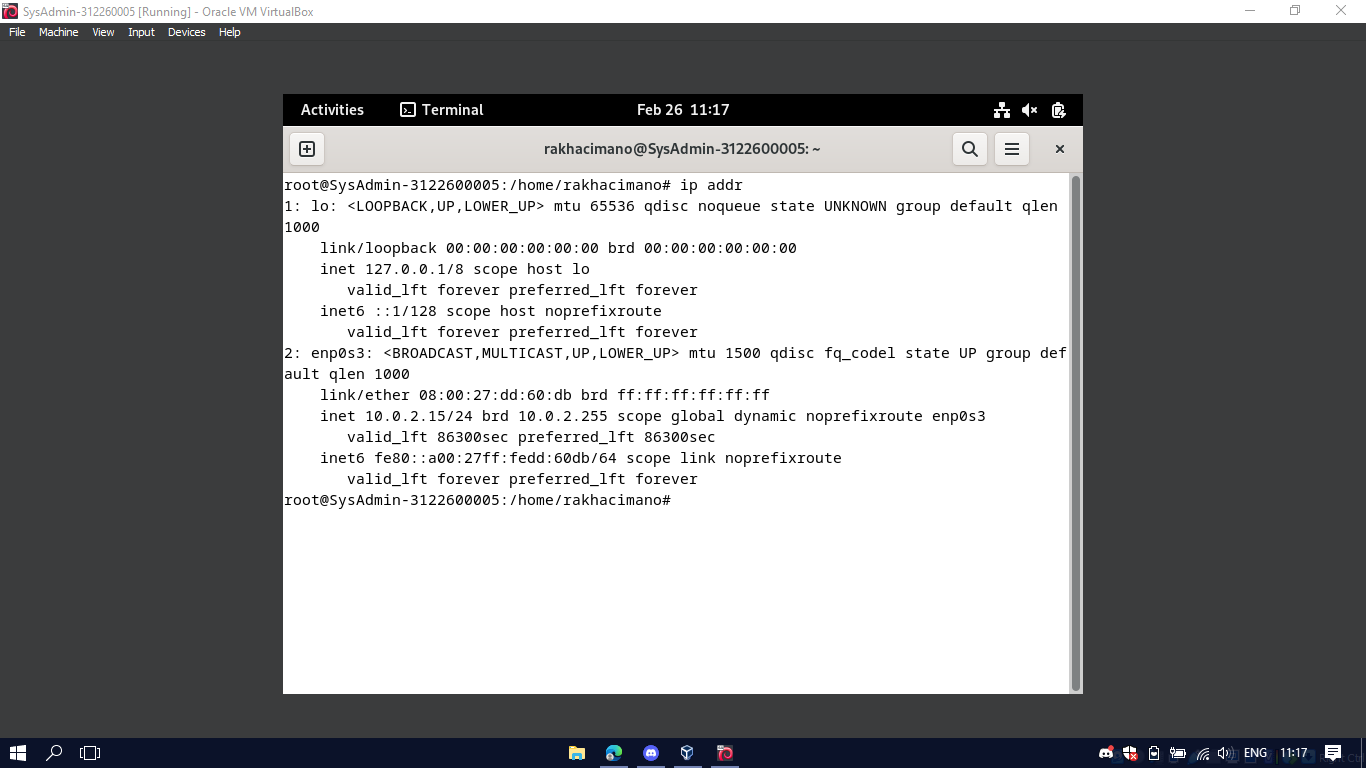 SysAdmin-312260005 [Running] - Oracle VM VirtualBox
File Machine View Input Devices Help
Activities Terminal Feb 26 11:17
rakhacimano@SysAdmin-3122600005: ~
root@SysAdmin-3122600005:/home/rakhacimano# ip addr
1: lo: <LOOPBACK,UP,LOWER_UP> mtu 65536 qdisc noqueue state UNKNOWN group default qlen
1000
    link/loopback 00:00:00:00:00:00 brd 00:00:00:00:00:00
    inet 127.0.0.1/8 scope host lo
       valid_lft forever preferred_lft forever
    inet6 ::1/128 scope host noprefixroute
       valid_lft forever preferred_lft forever
2: enp0s3: <BROADCAST,MULTICAST,UP,LOWER_UP> mtu 1500 qdisc fq_codel state UP group def
ault qlen 1000
    link/ether 08:00:27:dd:60:db brd ff:ff:ff:ff:ff:ff
    inet 10.0.2.15/24 brd 10.0.2.255 scope global dynamic noprefixroute enp0s3
       valid_lft 86300sec preferred_lft 86300sec
    inet6 fe80::a00:27ff:fedd:60db/64 scope link noprefixroute
       valid_lft forever preferred_lft forever
root@SysAdmin-3122600005:/home/rakhacimano#
ENG 11:17